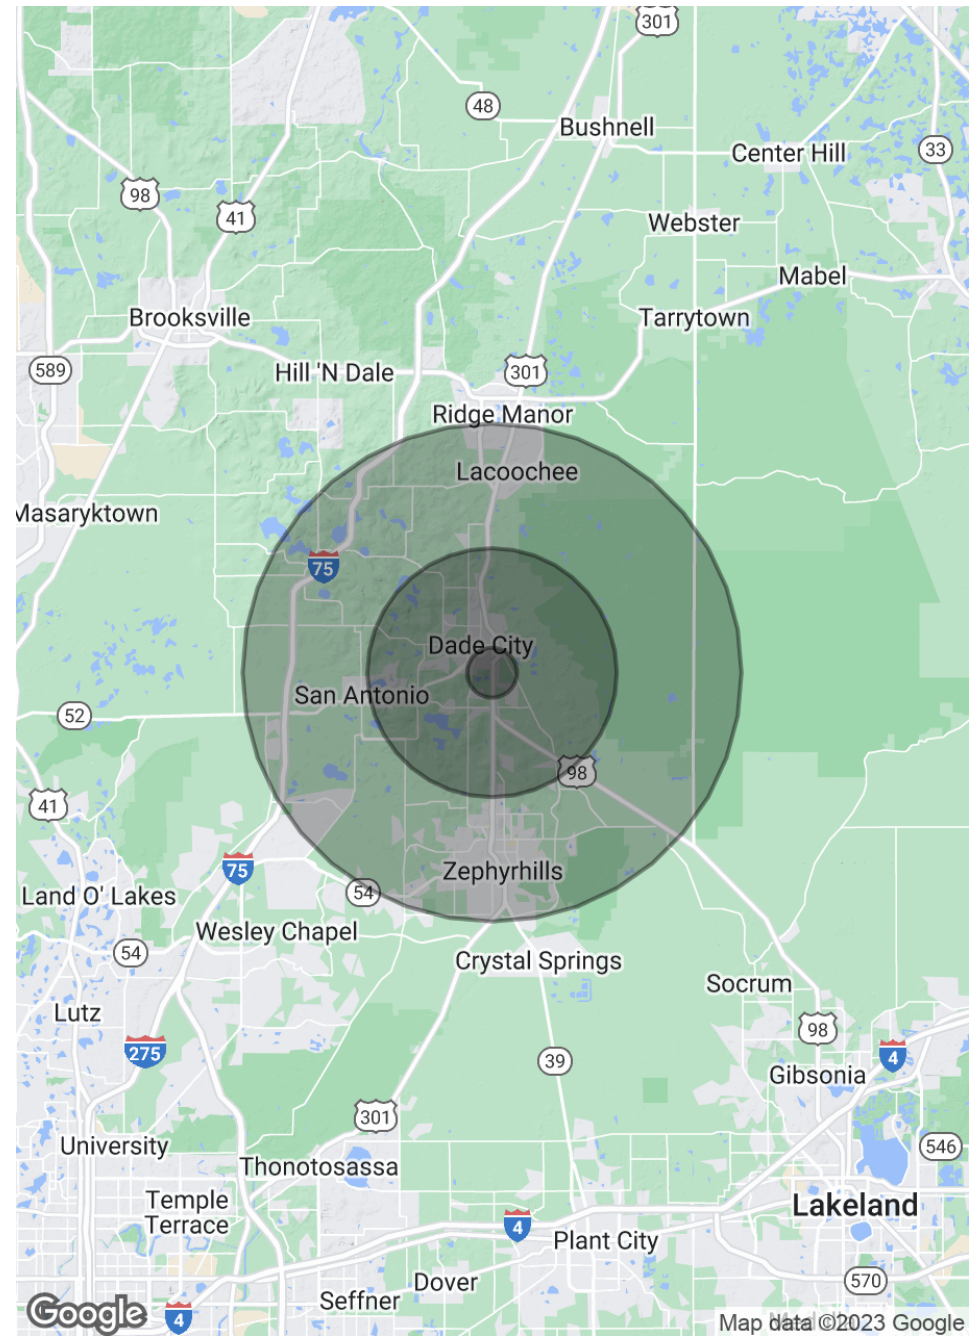 301
48
Bushnell
Center Hill
33
98
41
Webster
Mabel
Brooksville
Tarrytown
589
Hill 'N Dale
301
Ridge Manor
Lacoochee
Masaryktown
75
Dade City
San Antonio
52
98
41
75
Zephyrhills
Land O' Lakes
54
Wesley Chapel
54
Crystal Springs
Socrum
Lutz
98
275
4
39
Gibsonia
301
University
546
Thonotosassa
Temple
Terrace
Lakeland
4
Plant City
570
Dover
Seffner
Google
4
Map data ©2023 Google